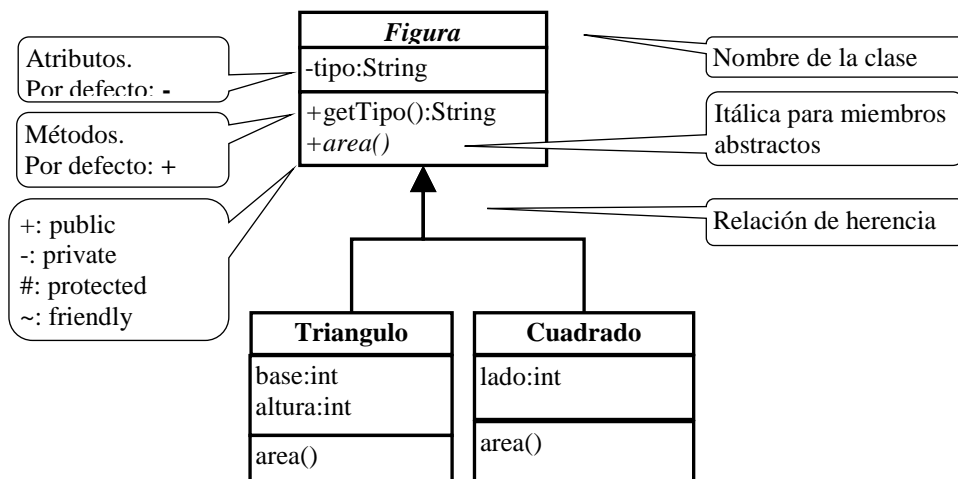 Figura
-tipo:String
+getTipo():String
+area()
Atributos.
Por defecto: -
Métodos.
Por defecto: +
+: public
-: private
#: protected
~: friendly
Nombre de la clase
Itálica para miembros
abstractos
Relación de herencia
Triangulo
base:int
altura:int
area()
Cuadrado
lado:int
area()